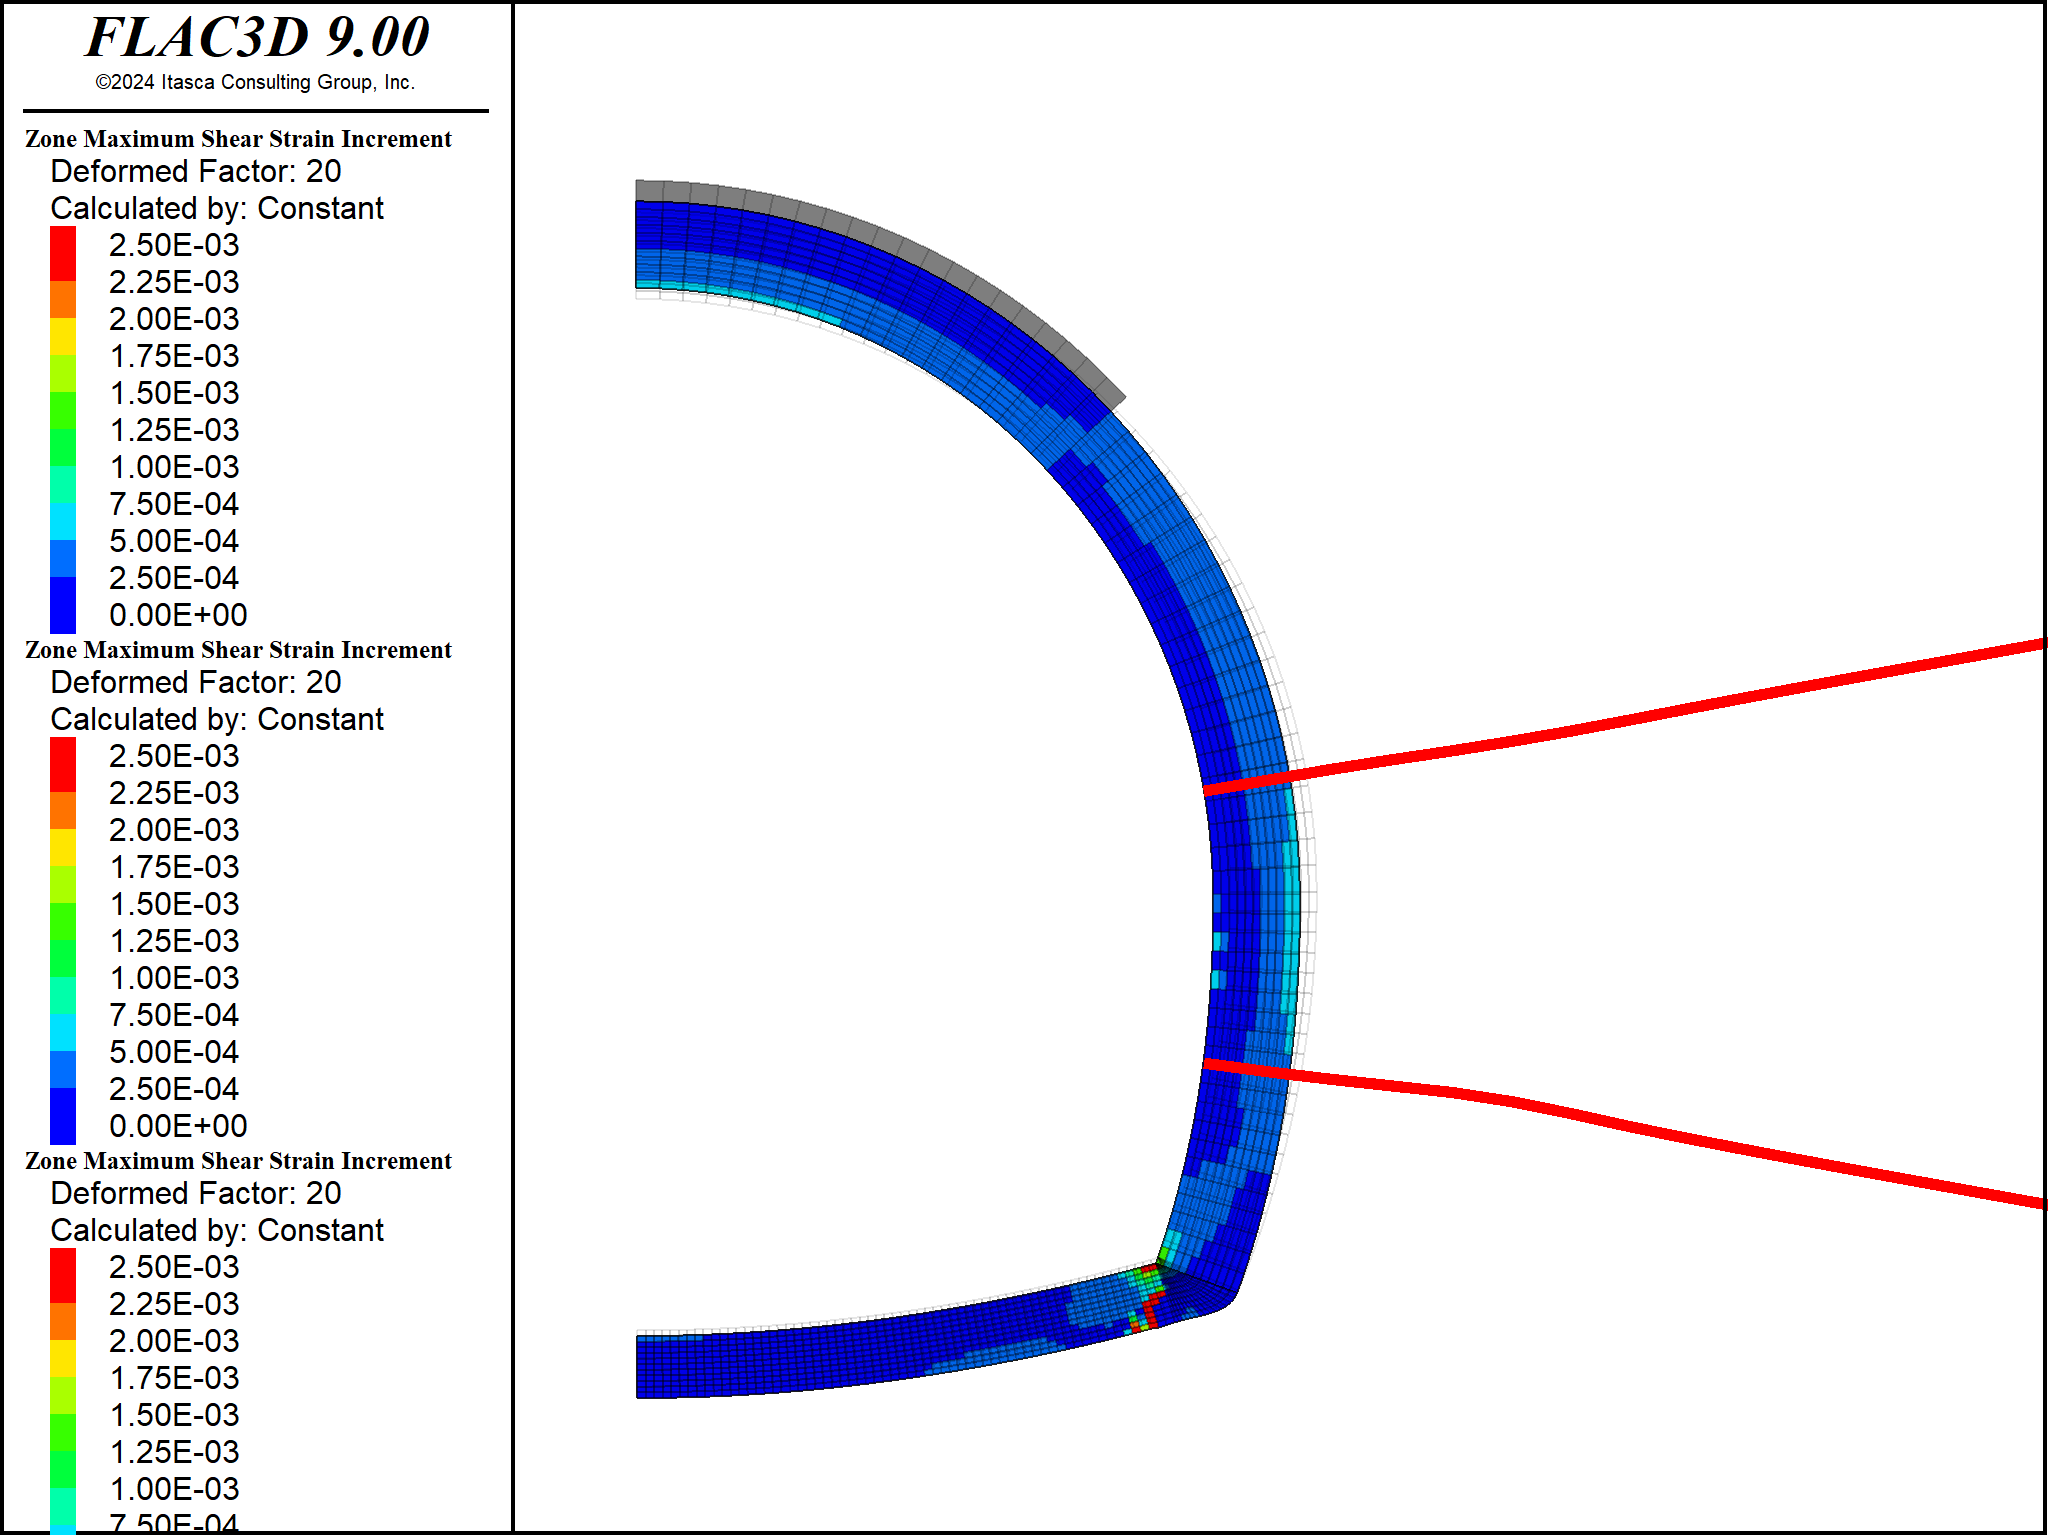 FLAC3D 9.00
©2024 Itasca Consulting Group, Inc.
Zone Maximum Shear Strain Increment
Deformed Factor: 20
Calculated by: Constant
2.50E-03
2.25E-03
2.00E-03
1.75E-03
1.50E-03
1.25E-03
1.00E-03
7.50E-04
5.00E-04
2.50E-04
0.00E+00
Zone Maximum Shear Strain Increment
Deformed Factor: 20
Calculated by: Constant
2.50E-03
2.25E-03
2.00E-03
1.75E-03
1.50E-03
1.25E-03
1.00E-03
7.50E-04
5.00E-04
2.50E-04
0.00E+00
Zone Maximum Shear Strain Increment
Deformed Factor: 20
Calculated by: Constant
2.50E-03
2.25E-03
2.00E-03
1.75E-03
1.50E-03
1.25E-03
1.00E-03
7.50E-04